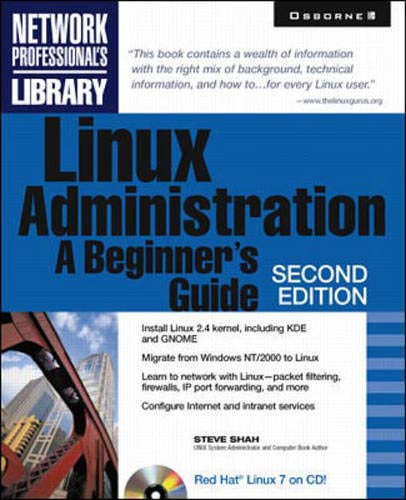 NETWORK
PROFESSIONAL'S
LIBRARY
OSBORNE
"This book contains a wealth of information
with the right mix of background, technical
information, and how to...for every Linux user."
–www.thelinuxgurus.org
Linux
Administration
A Beginner's
Guide
SECOND
EDITION
Install Linux 2.4 kernel, including KDE
and GNOME
Migrate from Windows NT/2000 to Linux
Learn to network with Linux—packet filtering,
firewalls, IP port forwarding, and more
Configure Internet and intranet services
STEVE SHAH
UNIX System Administrator and Computer Book Author
Red Hat® Linux 7 on CD!